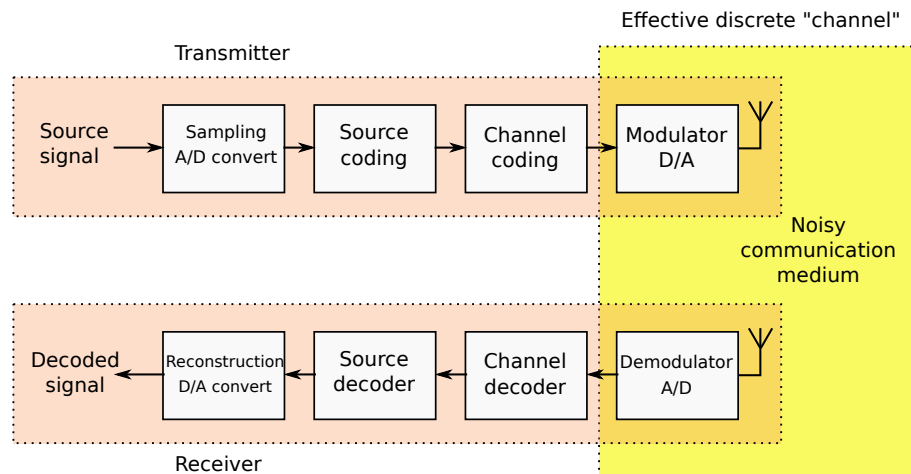 Effective discrete "channel"
Transmitter
Source
signal
Sampling
A/D convert
Source
coding
Channel
coding
Modulator
D/A
Noisy
communication
medium
Decoded
signal
Reconstruction
D/A convert
Source
decoder
Channel
decoder
Demodulator
A/D
Receiver